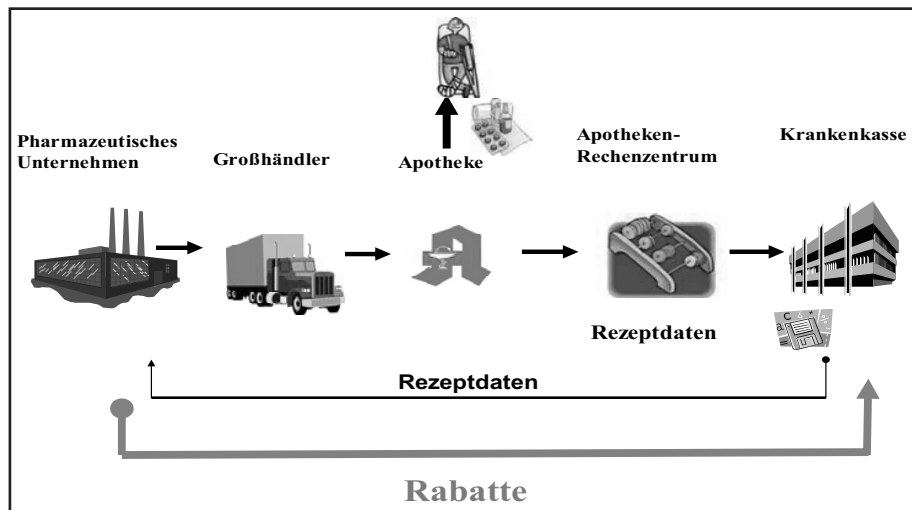 Pharmazeutisches
Unternehmen
Großhändler
Apotheke
Apotheken-
Rechenzentrum
Krankenkasse
Rezeptdaten
Rezeptdaten
Rabatte